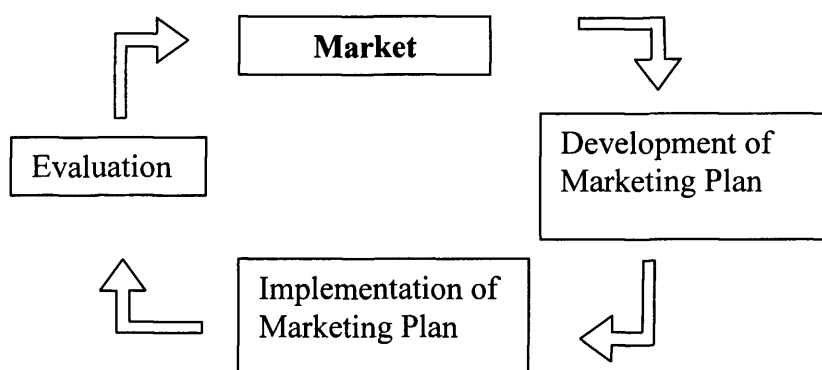 Market
Development of
Marketing Plan
Implementation of
Marketing Plan
Evaluation